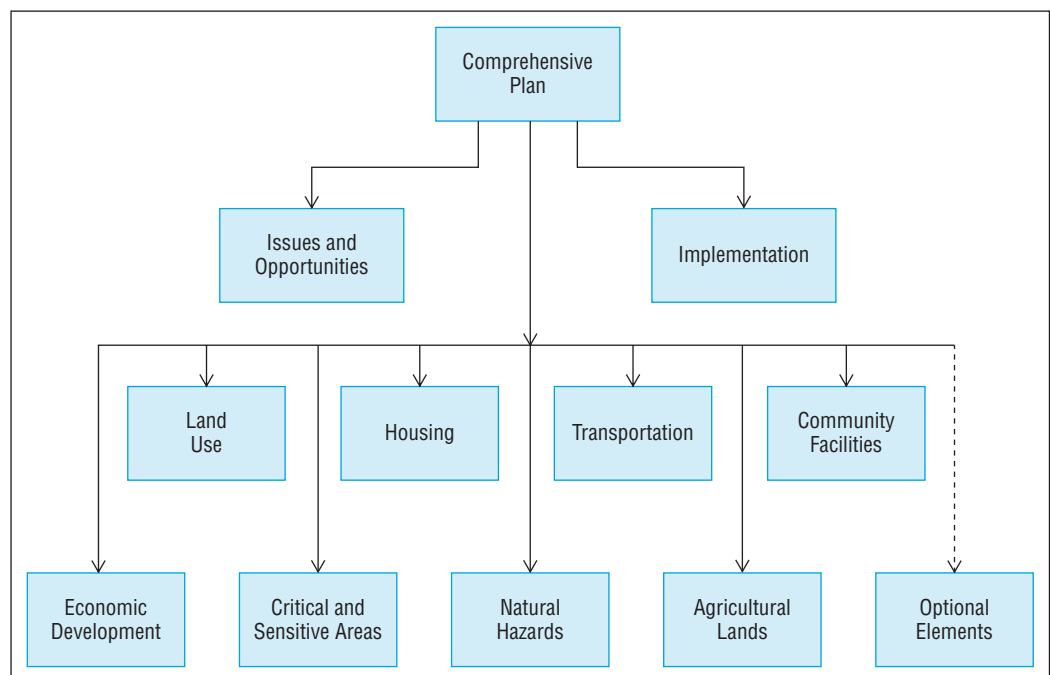 Comprehensive
Plan
Issues and
Opportunities
Implementation
Land
Use
Housing
Transportation
Community
Facilities
Economic
Development
Critical and
Sensitive Areas
Natural
Hazards
Agricultural
Lands
Optional
Elements